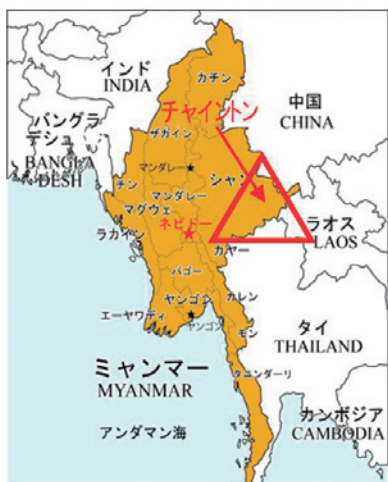 インド
INDIA
カチン
中国
CHINA
チャイントン
バングラ
デシュ
BANGLA
DESH
ザガイン
マンダレー
シャン
チン
マンダレー
マグウェ
ラカイン
ネピドー
ラオス
LAOS
カヤー
バゴー
ヤンゴン
カレン
エーヤワディ
ヤンゴン
モン
タイ
THAILAND
ミャンマー
MYANMAR
タニンダーリ
カンボジア
CAMBODIA
アンダマン海